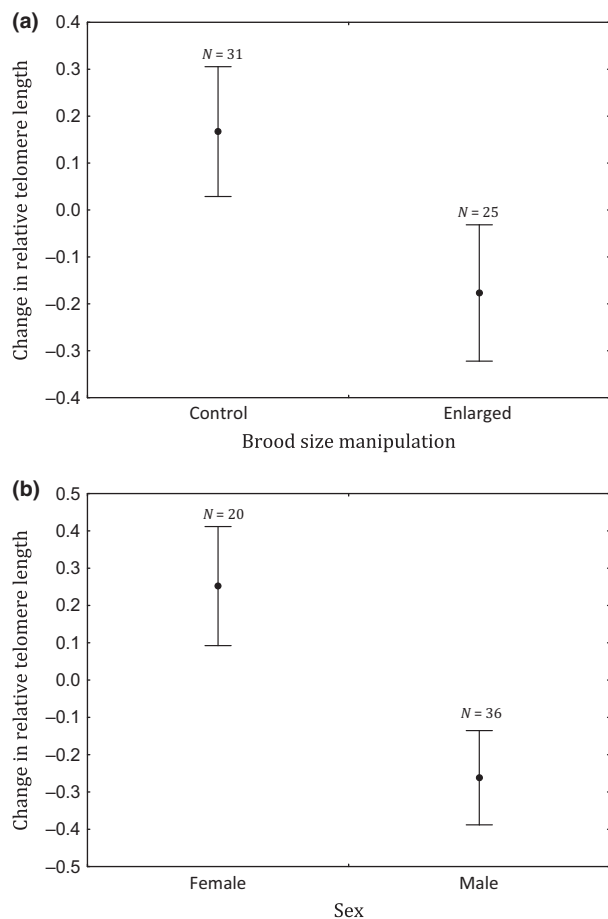 (a)
Change in relative telomere length
0.4
0.3
0.2
0.1
0.0
–0.1
–0.2
–0.3
–0.4
N = 31
N = 25
Control Enlarged
Brood size manipulation
(b)
Change in relative telomere length
0.5
0.4
0.3
0.2
0.1
0.0
–0.1
–0.2
–0.3
–0.4
–0.5
N = 20
N = 36
Female Male
Sex